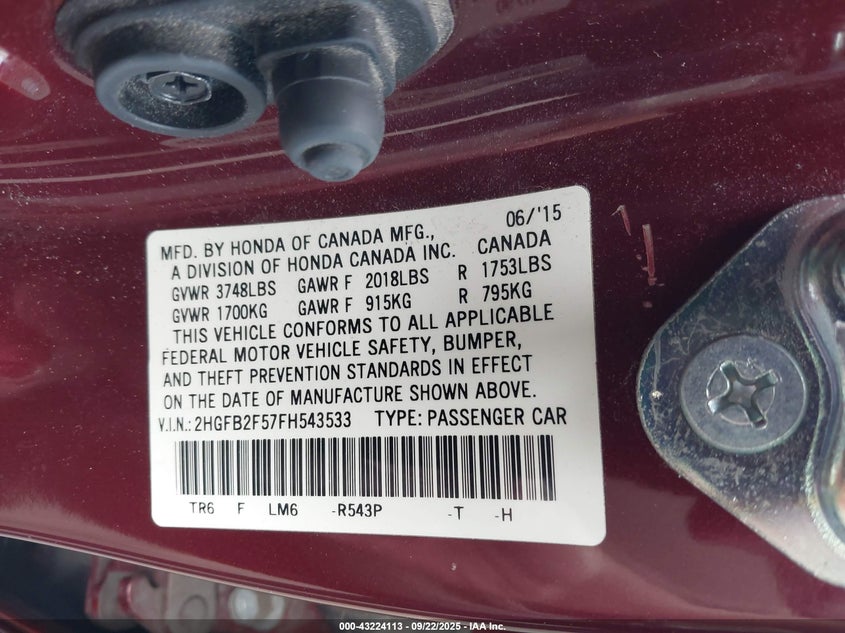 06/'15
MFD. BY HONDA OF CANADA MFG.,
A DIVISION OF HONDA CANADA INC. CANADA
GVWR 3748LBS GAWR F 2018LBS R 1753LBS
GVWR 1700KG GAWR F 915KG R 795KG
THIS VEHICLE CONFORMS TO ALL APPLICABLE
FEDERAL MOTOR VEHICLE SAFETY, BUMPER,
AND THEFT PREVENTION STANDARDS IN EFFECT
ON THE DATE OF MANUFACTURE SHOWN ABOVE.
V.I.N.: 2HGFB2F57FH543533 TYPE: PASSENGER CAR
TR6 F LM6 -R543P -T -H
000-43224113 - 09/22/2025 - IAA Inc.